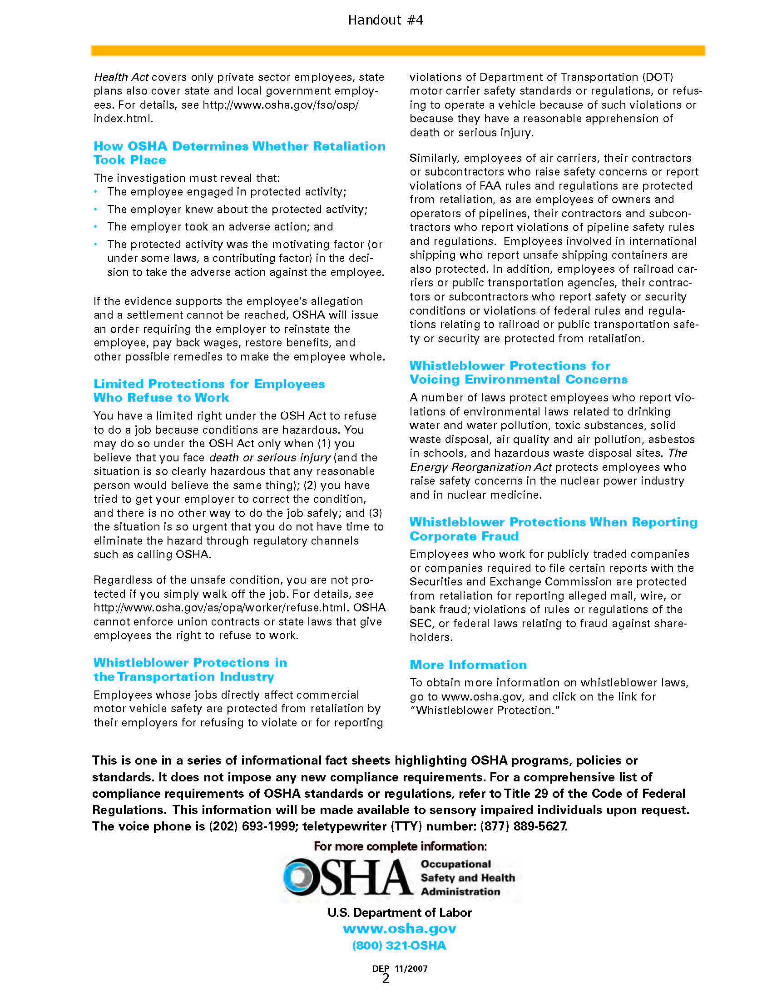 Handout #4
Health Act covers only private sector employees, state
plans also cover state and local government employ-
ees. For details, see http://www.osha.gov/fso/osp/
index.html.
How OSHA Determines Whether Retaliation
Took Place
The investigation must reveal that:
• The employee engaged in protected activity;
• The employer knew about the protected activity;
• The employer took an adverse action; and
• The protected activity was the motivating factor (or
under some laws, a contributing factor) in the deci-
sion to take the adverse action against the employee.
If the evidence supports the employee's allegation
and a settlement cannot be reached, OSHA will issue
an order requiring the employer to reinstate the
employee, pay back wages, restore benefits, and
other possible remedies to make the employee whole.
Limited Protections for Employees
Who Refuse to Work
You have a limited right under the OSH Act to refuse
to do a job because conditions are hazardous. You
may do so under the OSH Act only when (1) you
believe that you face death or serious injury (and the
situation is so clearly hazardous that any reasonable
person would believe the same thing); (2) you have
tried to get your employer to correct the condition,
and there is no other way to do the job safely; and (3)
the situation is so urgent that you do not have time to
eliminate the hazard through regulatory channels
such as calling OSHA.
Regardless of the unsafe condition, you are not pro-
tected if you simply walk off the job. For details, see
http://www.osha.gov/as/opa/worker/refuse.html. OSHA
cannot enforce union contracts or state laws that give
employees the right to refuse to work.
Whistleblower Protections in
the Transportation Industry
Employees whose jobs directly affect commercial
motor vehicle safety are protected from retaliation by
their employers for refusing to violate or for reporting
violations of Department of Transportation (DOT)
motor carrier safety standards or regulations, or refus-
ing to operate a vehicle because of such violations or
because they have a reasonable apprehension of
death or serious injury.
Similarly, employees of air carriers, their contractors
or subcontractors who raise safety concerns or report
violations of FAA rules and regulations are protected
from retaliation, as are employees of owners and
operators of pipelines, their contractors and subcon-
tractors who report violations of pipeline safety rules
and regulations. Employees involved in international
shipping who report unsafe shipping containers are
also protected. In addition, employees of railroad car-
riers or public transportation agencies, their contrac-
tors or subcontractors who report safety or security
conditions or violations of federal rules and regula-
tions relating to railroad or public transportation safe-
ty or security are protected from retaliation.
Whistleblower Protections for
Voicing Environmental Concerns
A number of laws protect employees who report vio-
lations of environmental laws related to drinking
water and water pollution, toxic substances, solid
waste disposal, air quality and air pollution, asbestos
in schools, and hazardous waste disposal sites. The
Energy Reorganization Act protects employees who
raise safety concerns in the nuclear power industry
and in nuclear medicine.
Whistleblower Protections When Reporting
Corporate Fraud
Employees who work for publicly traded companies
or companies required to file certain reports with the
Securities and Exchange Commission are protected
from retaliation for reporting alleged mail, wire, or
bank fraud; violations of rules or regulations of the
SEC, or federal laws relating to fraud against share-
holders.
More Information
To obtain more information on whistleblower laws,
go to www.osha.gov, and click on the link for
"Whistleblower Protection."
This is one in a series of informational fact sheets highlighting OSHA programs, policies or
standards. It does not impose any new compliance requirements. For a comprehensive list of
compliance requirements of OSHA standards or regulations, refer to Title 29 of the Code of Federal
Regulations. This information will be made available to sensory impaired individuals upon request.
The voice phone is (202) 693-1999; teletypewriter (TTY) number: (877) 889-5627.
For more complete information:
OSHA
Occupational
Safety and Health
Administration
U.S. Department of Labor
www.osha.gov
(800) 321-OSHA
DEP 11/2007
2